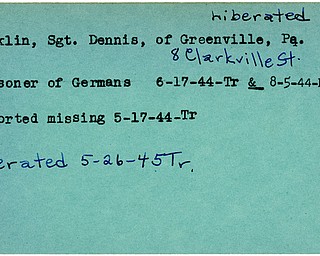 Liberated
klin, Sgt. Dennis, of Greenville, Pa.
8 Clarkville St.
soner of Germans 6-17-44-Tr & 8-5-44-
orted missing 5-17-44-Tr
erated 5-26-45 Tr.